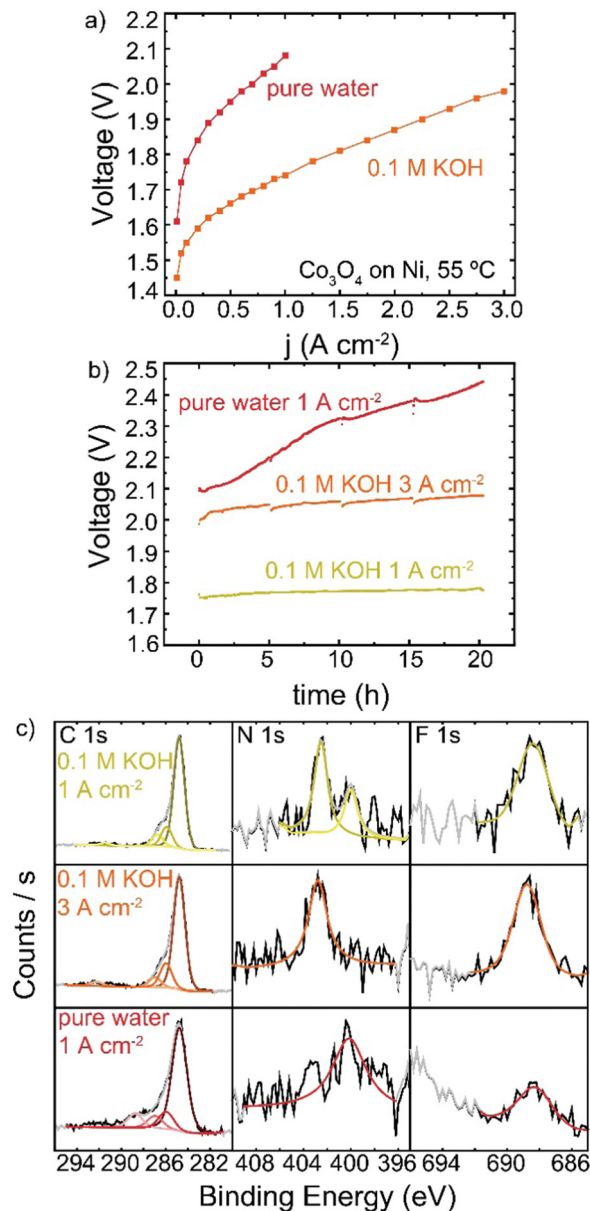 a)
2.2
2.1
2.0
1.9
1.8
1.7
1.6
1.5
1.4
Voltage (V)
pure water
0.1 M KOH
Co₃O₄ on Ni, 55 ºC
0.0 0.5 1.0 1.5 2.0 2.5 3.0
j (A cm⁻²)
b)
2.5
2.4
2.3
2.2
2.1
2.0
1.9
1.8
1.7
1.6
Voltage (V)
pure water 1 A cm⁻²
0.1 M KOH 3 A cm⁻²
0.1 M KOH 1 A cm⁻²
0 5 10 15 20
time (h)
c)
C 1s N 1s F 1s
0.1 M KOH
1 A cm⁻²
0.1 M KOH
3 A cm⁻²
pure water
1 A cm⁻²
Counts / s
294 290 286 282 408 404 400 396 694 688 686
Binding Energy (eV)